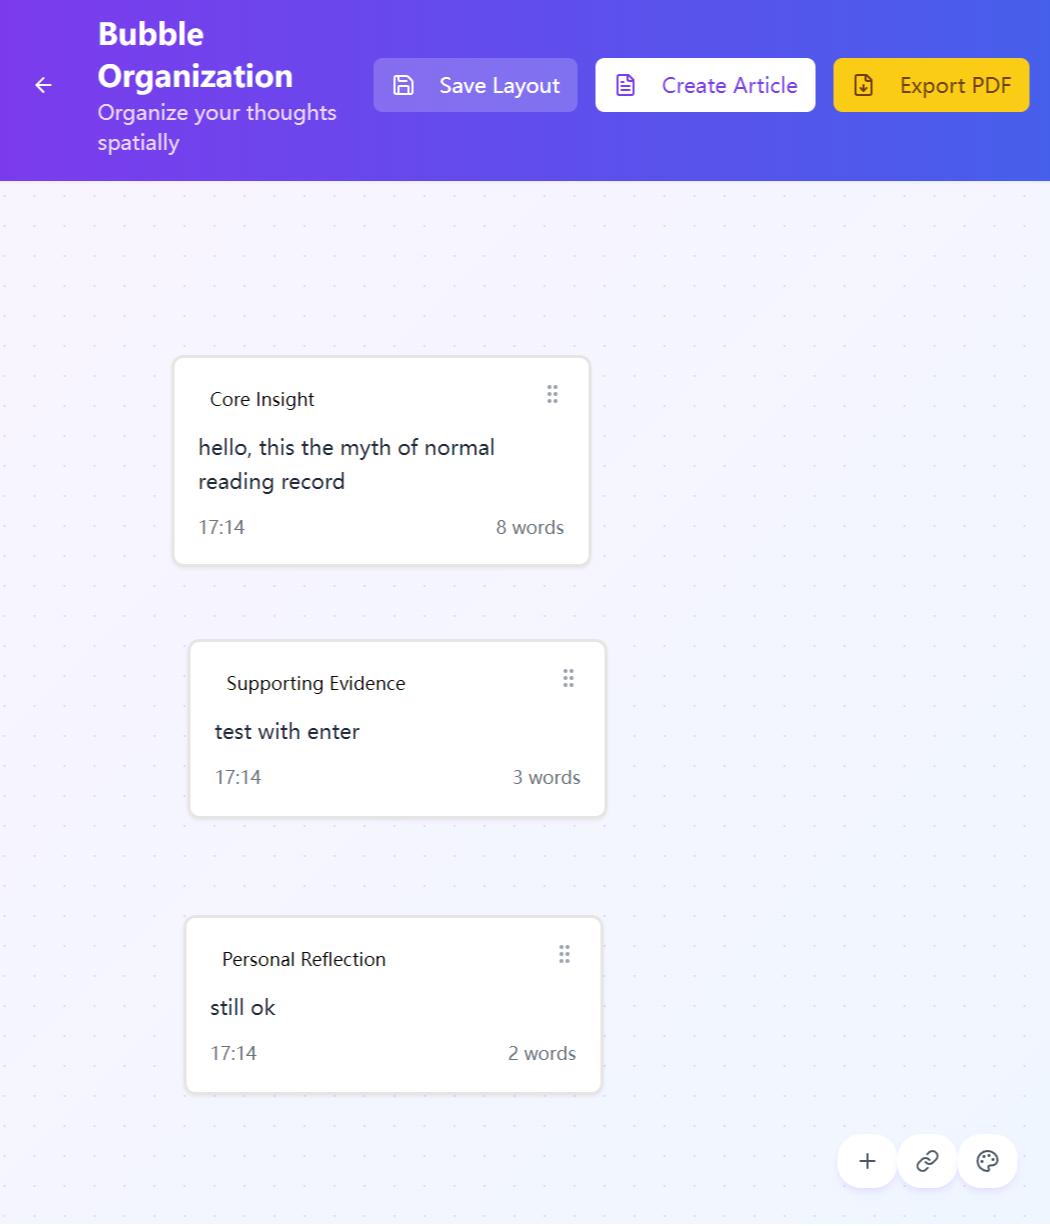 Bubble
Organization
Organize your thoughts
spatially
Save Layout
Create Article
Export PDF
Core Insight
hello, this the myth of normal
reading record
17:14
8 words
Supporting Evidence
test with enter
17:14
3 words
Personal Reflection
still ok
17:14
2 words